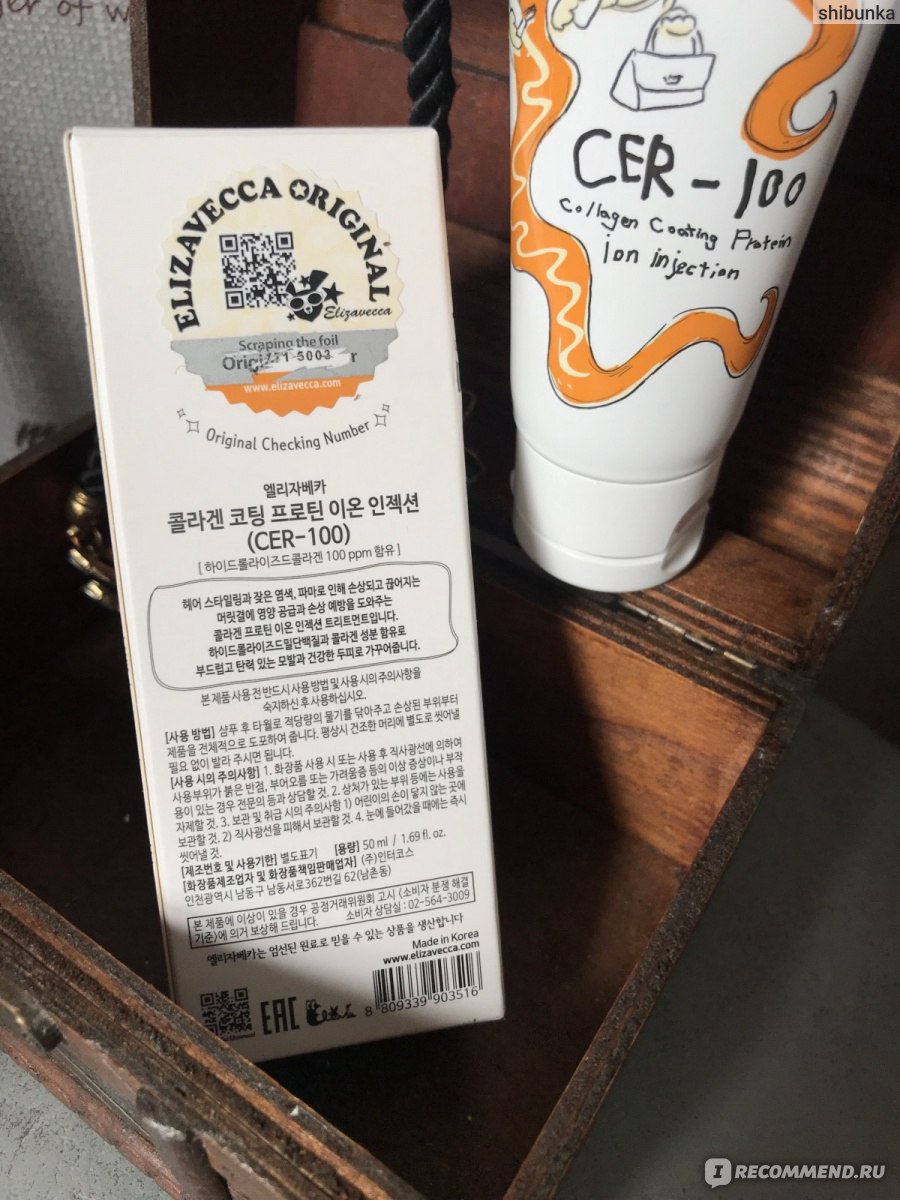 shibunka
CER-100
Collagen Coating Protein
ion injection
ELIZAVECCA ORIGINAL
Elizavecca
Scraping the foil
5003
www.elizavecca.com
Original Checking Number
엘리자베카
콜라겐 코팅 프로틴 이온 인젝션
(CER-100)
[ 하이드롤라이즈드콜라겐 100 ppm 함유 ]
헤어 스타일링과 잦은 염색, 파마로 인해 손상되고 끊어지는
머릿결에 영양 공급과 손상 예방을 도와주는
콜라겐 프로틴 이온 인젝션 트리트먼트입니다.
하이드롤라이즈드밀단백질과 콜라겐 성분 함유로
부드럽고 탄력 있는 모발과 건강한 두피로 가꾸어줍니다.
본 제품 사용 전 반드시 사용 방법 및 사용 시의 주의사항을
숙지하신 후 사용하십시오.
[사용 방법] 샴푸 후 타월로 적당량의 물기를 닦아주고 손상된 부위부터
제품을 전체적으로 도포하여 줍니다. 평상시 건조한 머리에 별도로 씻어낼
필요 없이 발라 주시면 됩니다.
[사용 시의 주의사항] 1. 화장품 사용 시 또는 사용 후 직사광선에 의하여
사용부위가 붉은 반점, 부어오름 또는 가려움증 등의 이상 증상이나 부작
용이 있는 경우 전문의 등과 상담할 것. 2. 상처가 있는 부위 등에는 사용을
자제할 것. 3. 보관 및 취급 시의 주의사항 1) 어린이의 손이 닿지 않는 곳에
보관할 것. 2) 직사광선을 피해서 보관할 것. 4. 눈에 들어갔을 때에는 즉시
씻어낼 것.
[제조번호 및 사용기한] 별도표기 [용량] 50 ml / 1.69 fl. oz.
[화장품제조업자 및 화장품책임판매업자] (주)인터코스
인천광역시 남동구 남동서로362번길 62(남촌동)
본 제품에 이상이 있을 경우 공정거래위원회 고시 (소비자 분쟁 해결
기준)에 의거 보상해 드립니다. 소비자 상담실 : 02-564-3009
엘리자베카는 엄선된 원료로 믿을 수 있는 상품을 생산합니다
Made in Korea
www.elizavecca.com
EAC
8 809339 903516
IRECOMMEND.RU